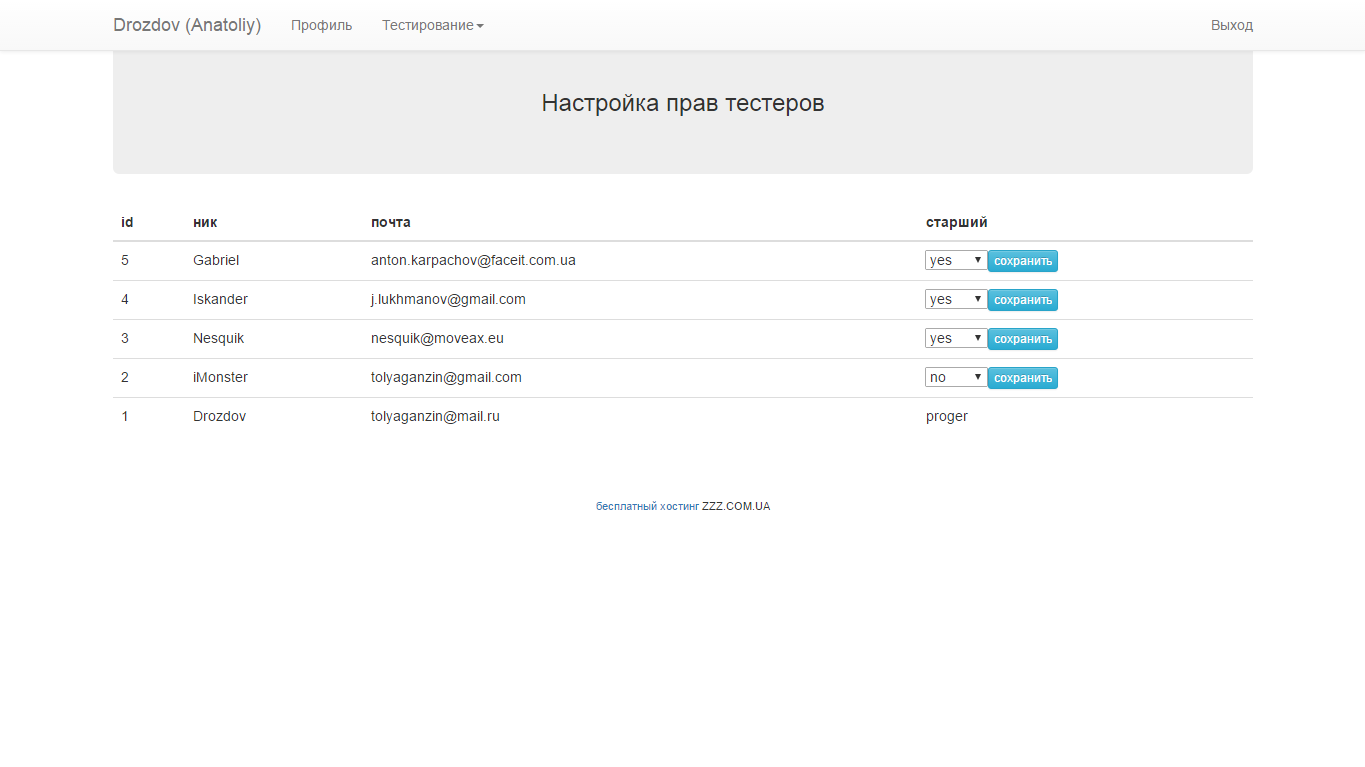 Drozdov (Anatoliy) Профиль Тестирование Выход
Настройка прав тестеров
id ник почта старший
5 Gabriel anton.karpachov@faceit.com.ua yes сохранить
4 Iskander j.lukhmanov@gmail.com yes сохранить
3 Nesquik nesquik@moveax.eu yes сохранить
2 iMonster tolyaganzin@gmail.com no сохранить
1 Drozdov tolyaganzin@mail.ru proger
бесплатный хостинг ZZZ.COM.UA